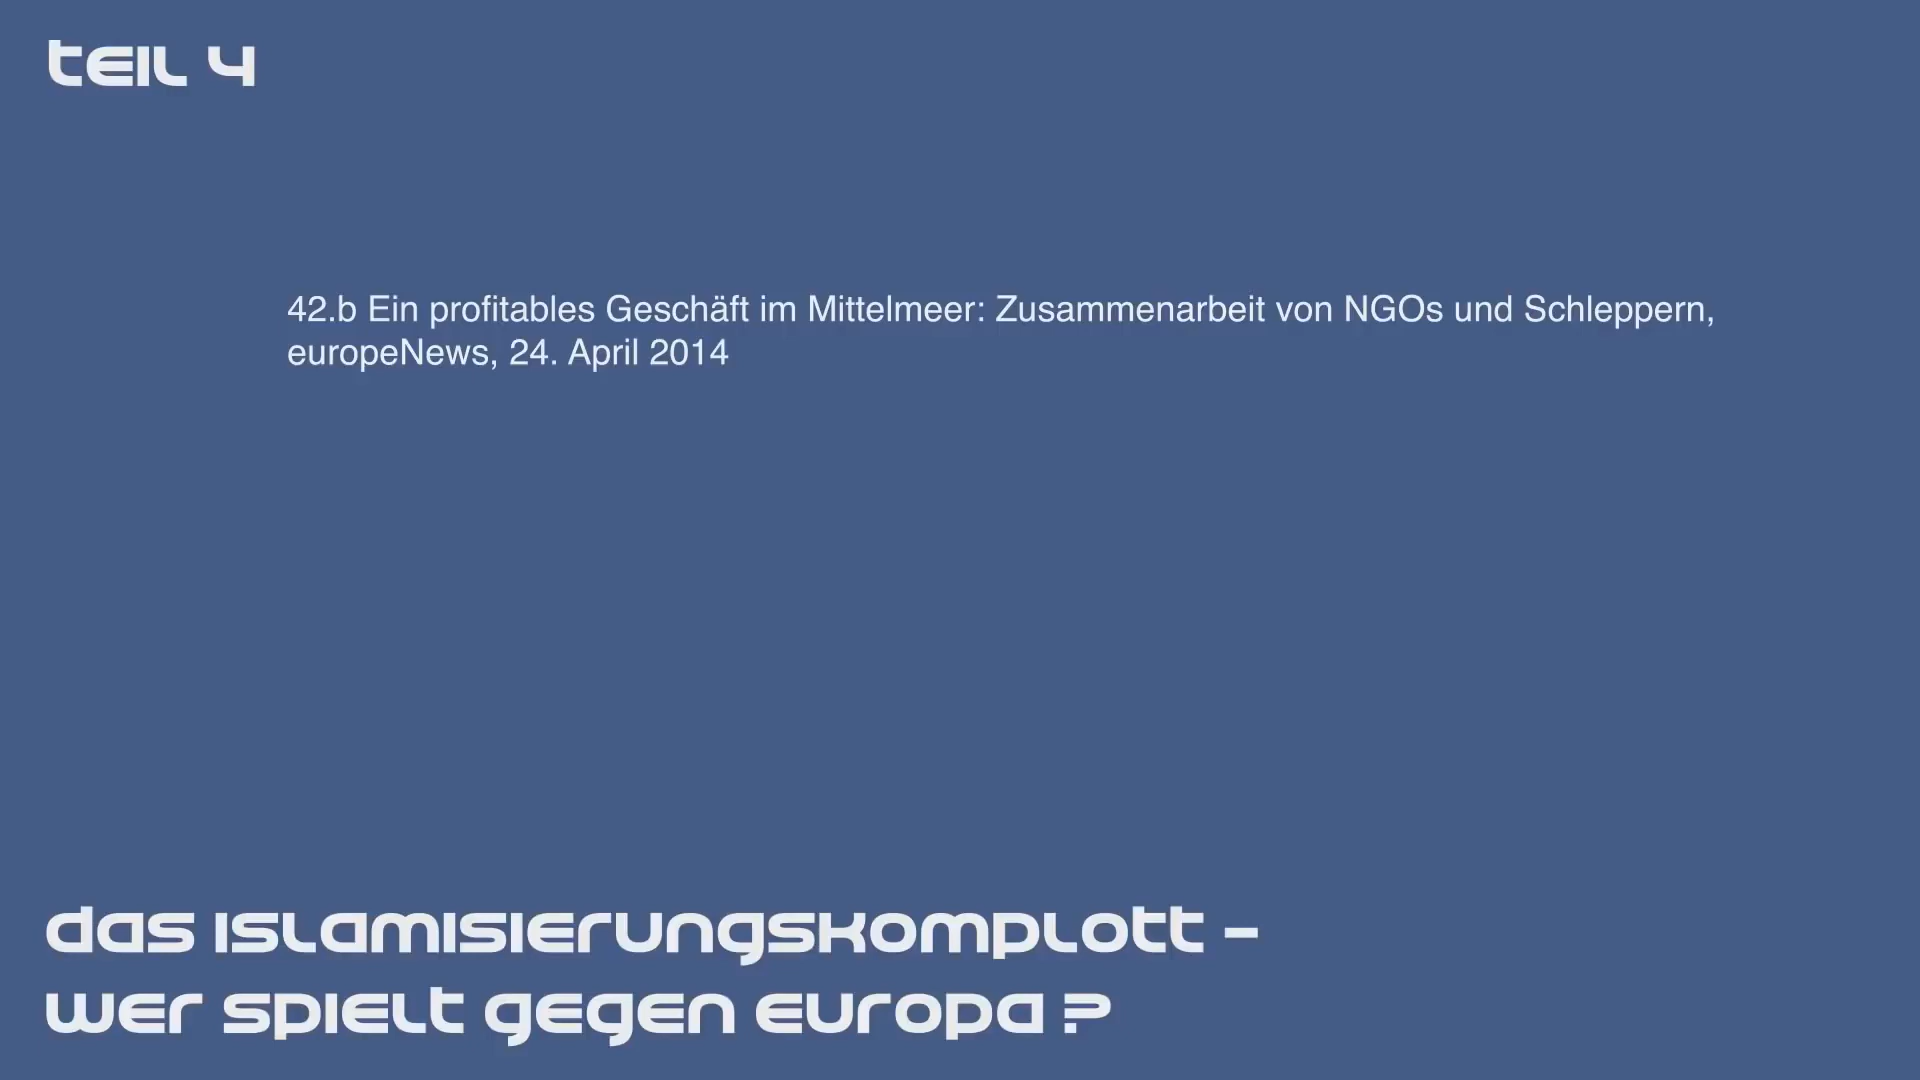 Teil 4
42.b Ein profitables Geschäft im Mittelmeer: Zusammenarbeit von NGOs und Schleppern,
europeNews, 24. April 2014
das Islamisierungskomplott –
wer spielt gegen Europa ?